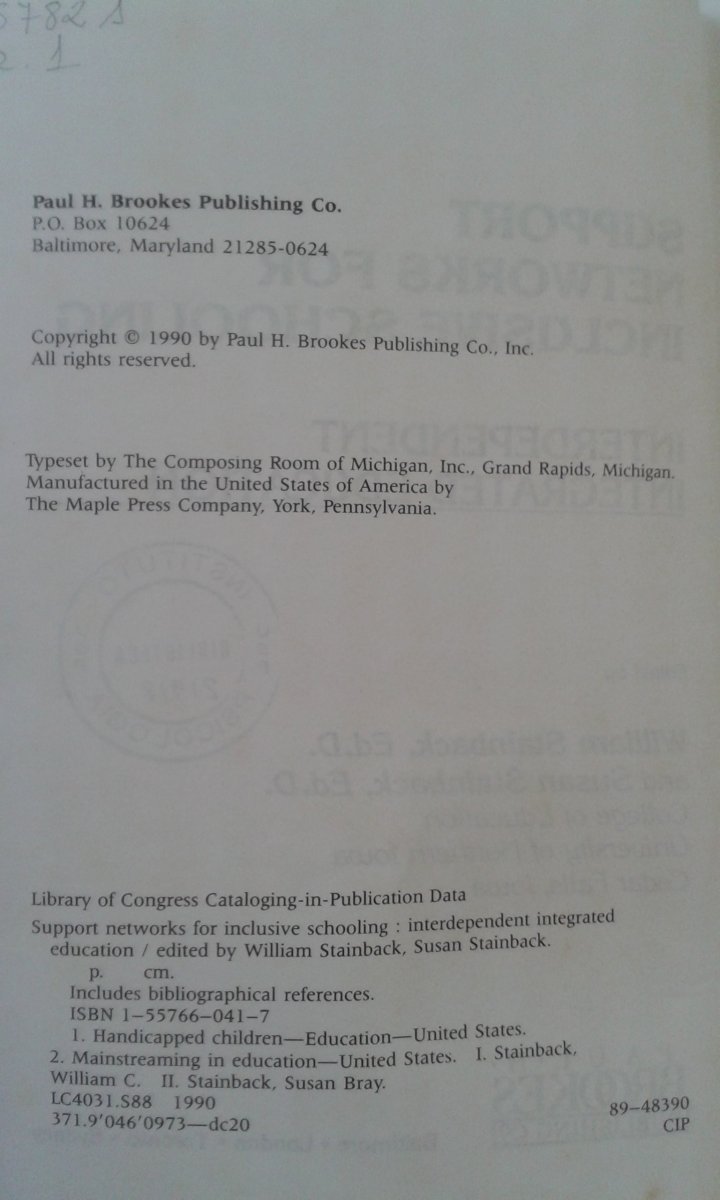 Paul H. Brookes Publishing Co.
P.O. Box 10624
Baltimore, Maryland 21285-0624
Copyright © 1990 by Paul H. Brookes Publishing Co., Inc.
All rights reserved.
Typeset by The Composing Room of Michigan, Inc., Grand Rapids, Michigan.
Manufactured in the United States of America by
The Maple Press Company, York, Pennsylvania.
Library of Congress Cataloging-in-Publication Data
Support networks for inclusive schooling : interdependent integrated
education / edited by William Stainback, Susan Stainback.
p. cm.
Includes bibliographical references.
ISBN 1-55766-041-7
1. Handicapped children—Education—United States.
2. Mainstreaming in education—United States. I. Stainback,
William C. II. Stainback, Susan Bray.
LC4031.S88 1990
371.9'046'0973—dc20
89-48390
CIP